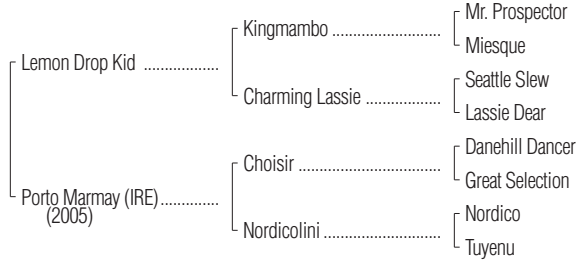 Mr. Prospector
Kingmambo ........................
Miesque
Lemon Drop Kid .................
Seattle Slew
Charming Lassie .................
Lassie Dear
Danehill Dancer
Choisir ................................
Great Selection
Porto Marmay (IRE).............
(2005)
Nordico
Nordicolini ..........................
Tuyenu